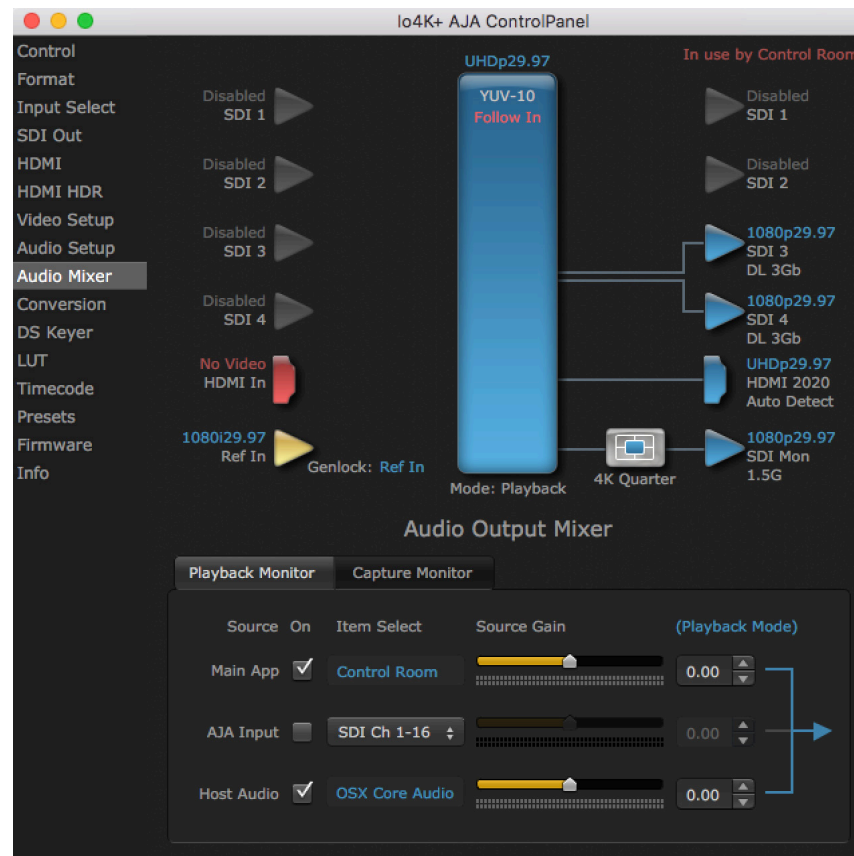 Io4K+ AJA ControlPanel
Control
Format
Input Select
SDI Out
HDMI
HDMI HDR
Video Setup
Audio Setup
Audio Mixer
Conversion
DS Keyer
LUT
Timecode
Presets
Firmware
Info
UHDp29.97
In use by Control Room
YUV-10
Follow In
Disabled
SDI 1
Disabled
SDI 2
Disabled
SDI 3
Disabled
SDI 4
No Video
HDMI In
1080i29.97
Ref In
Genlock: Ref In
Mode: Playback
4K Quarter
Disabled
SDI 1
Disabled
SDI 2
1080p29.97
SDI 3
DL 3Gb
1080p29.97
SDI 4
DL 3Gb
UHDp29.97
HDMI 2020
Auto Detect
1080p29.97
SDI Mon
1.5G
Audio Output Mixer
Playback Monitor Capture Monitor
Source On Item Select Source Gain (Playback Mode)
Main App Control Room 0.00
AJA Input SDI Ch 1-16 0.00
Host Audio OSX Core Audio 0.00